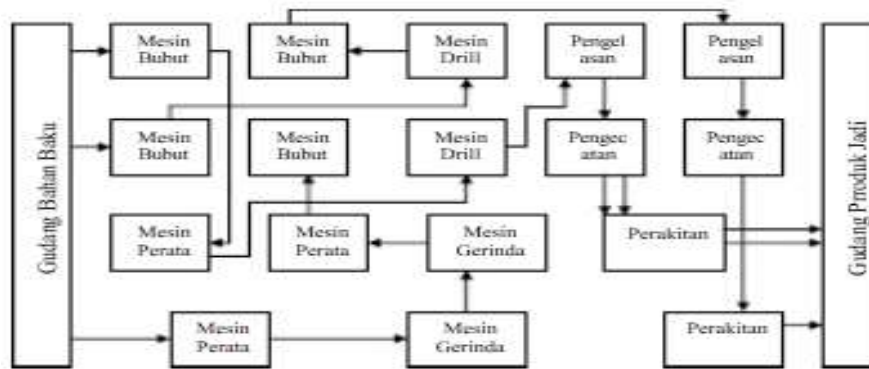 Gudang Bahan Baku
Mesin
Bubut
Mesin
Bubut
Mesin
Drill
Pengel
asan
Pengel
asan
Mesin
Bubut
Mesin
Bubut
Mesin
Drill
Pengec
atan
Pengec
atan
Mesin
Perata
Mesin
Perata
Mesin
Gerinda
Perakitan
Mesin
Perata
Mesin
Gerinda
Perakitan
Gudang Prroduk Jadi